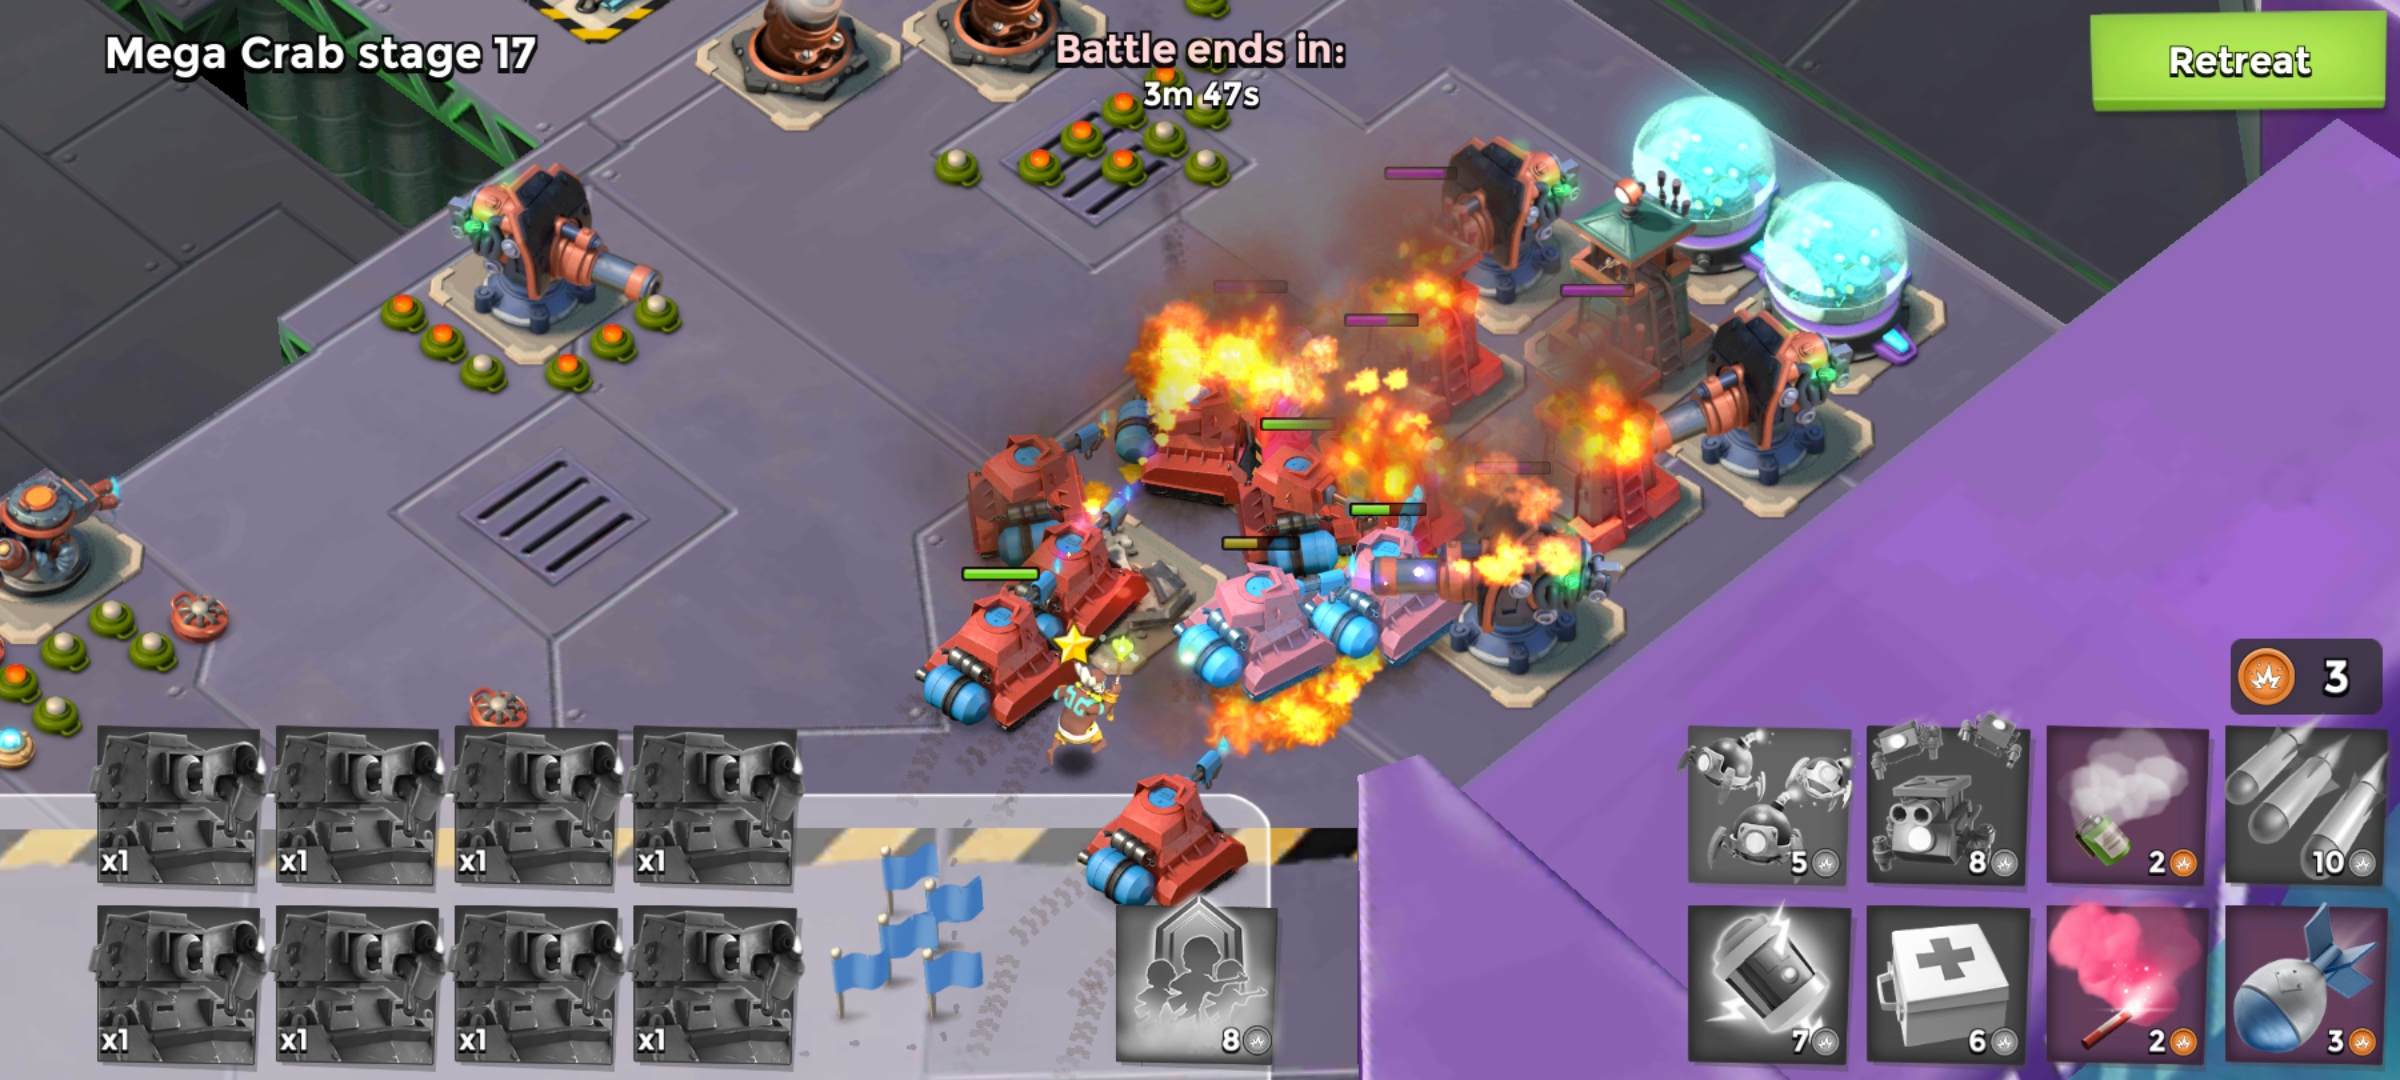 Mega Crab stage 17
Battle ends in:
3m 47s
Retreat
3
x1
x1
x1
x1
5
8
2
10
x1
x1
x1
x1
8
7
6
2
3